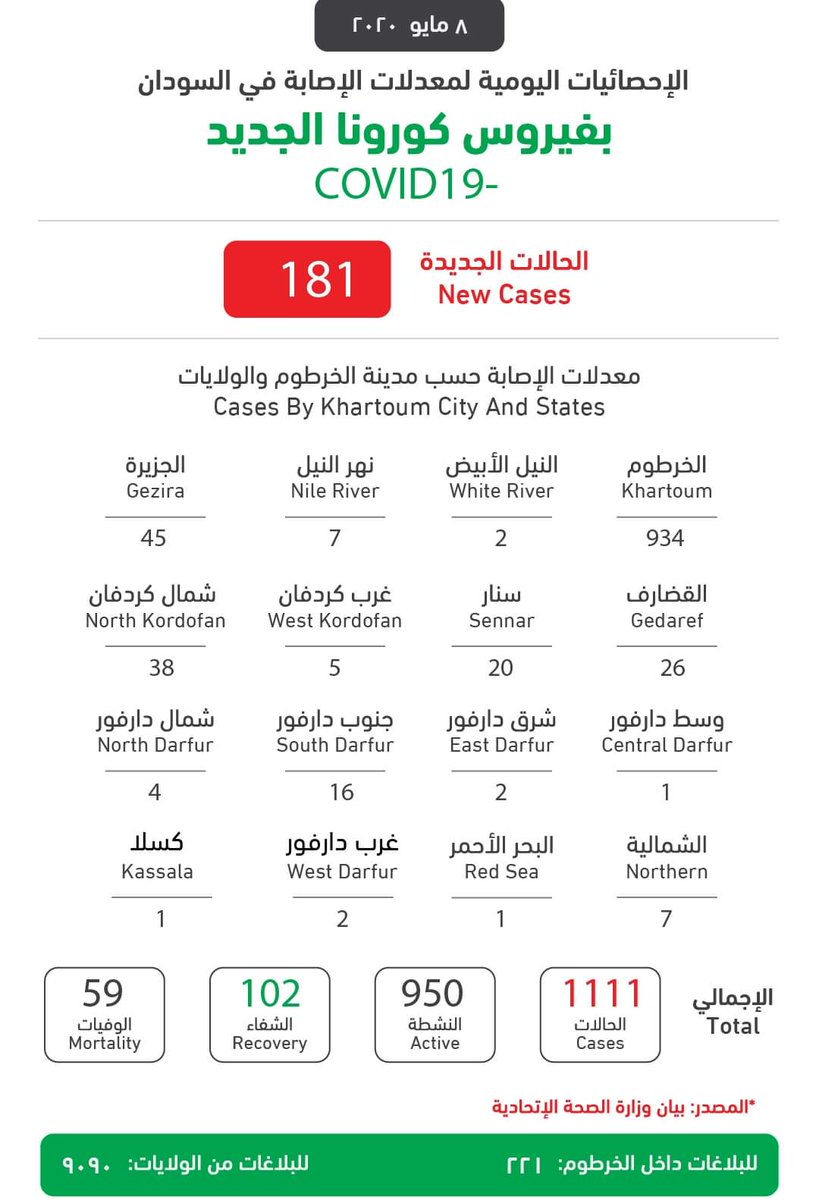 ٨ مايو ٢٠٢٠
الإحصائيات اليومية لمعدلات الإصابة في السودان
بفيروس كورونا الجديد
COVID19-
الحالات الجديدة
New Cases
181
معدلات الإصابة حسب مدينة الخرطوم والولايات
Cases By Khartoum City And States
الخرطوم
Khartoum
934
النيل الأبيض
White River
2
نهر النيل
Nile River
7
الجزيرة
Gezira
45
القضارف
Gedaref
26
سنار
Sennar
20
غرب كردفان
West Kordofan
5
شمال كردفان
North Kordofan
38
وسط دارفور
Central Darfur
1
شرق دارفور
East Darfur
2
جنوب دارفور
South Darfur
16
شمال دارفور
North Darfur
4
الشمالية
Northern
7
البحر الأحمر
Red Sea
1
غرب دارفور
West Darfur
2
كسلا
Kassala
1
الإجمالي
Total
1111
الحالات
Cases
950
النشطة
Active
102
الشفاء
Recovery
59
الوفيات
Mortality
*المصدر: بيان وزارة الصحة الإتحادية
للبلاغات داخل الخرطوم: ٢٢١
للبلاغات من الولايات: ٩٠٩٠